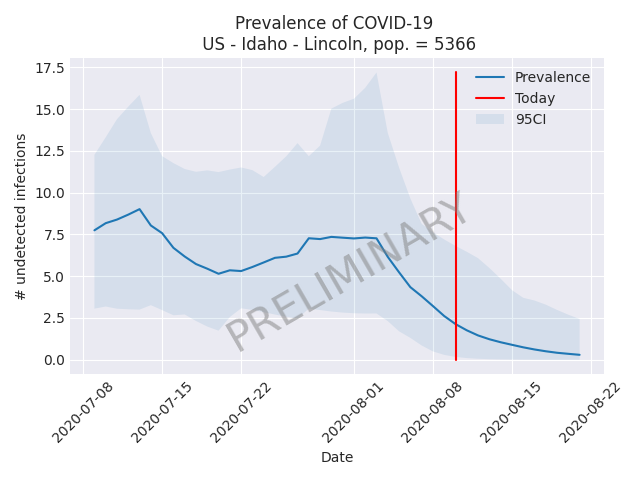 Prevalence of COVID-19
US - Idaho - Lincoln, pop. = 5366
17.5
15.0
12.5
10.0
7.5
5.0
2.5
0.0
# undetected infections
Prevalence
Today
95CI
PRELIMINARY
2020-07-08
2020-07-15
2020-07-22
2020-08-01
2020-08-08
2020-08-15
2020-08-22
Date